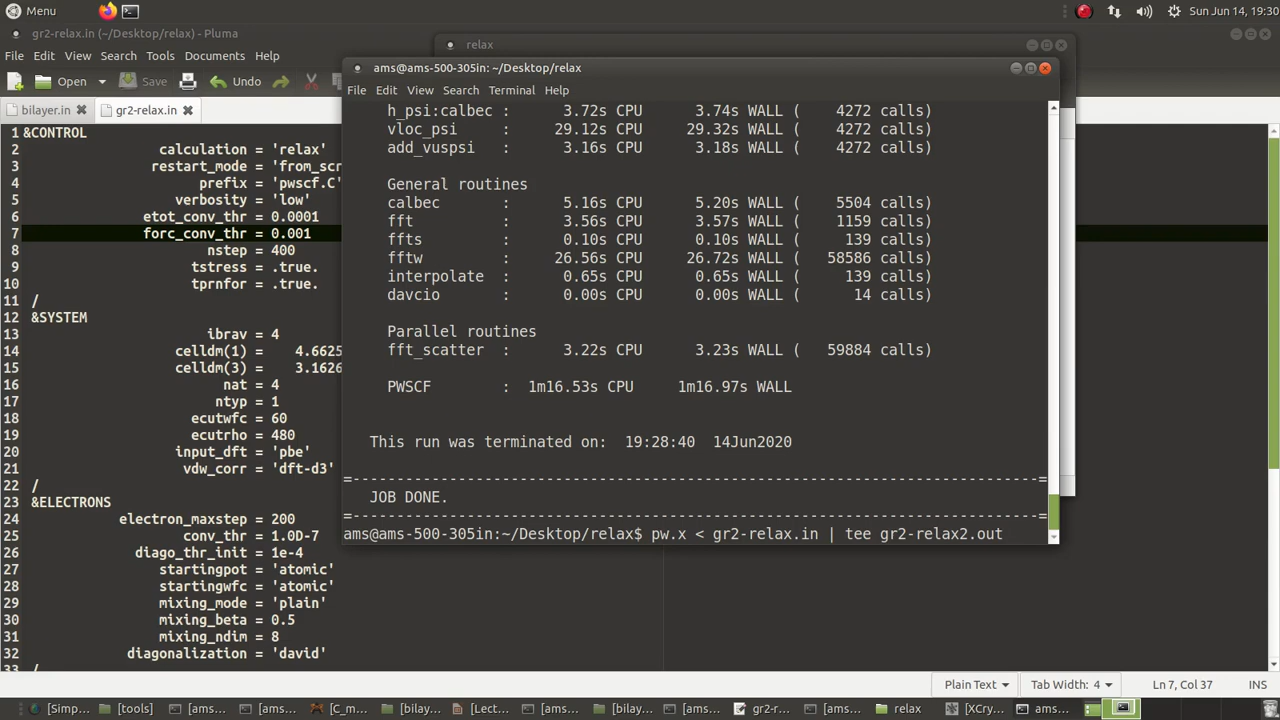 Menu
Sun Jun 14, 19:30
gr2-relax.in (~/Desktop/relax) - Pluma
File Edit View Search Tools Documents Help
Open Save Undo
bilayer.in gr2-relax.in
1 &CONTROL
2 calculation = 'relax'
3 restart_mode = 'from_scr
4 prefix = 'pwscf.C'
5 verbosity = 'low'
6 etot_conv_thr = 0.0001
7 forc_conv_thr = 0.001
8 nstep = 400
9 tstress = .true.
10 tprnfor = .true.
11 /
12 &SYSTEM
13 ibrav = 4
14 celldm(1) = 4.6625
15 celldm(3) = 3.1626
16 nat = 4
17 ntyp = 1
18 ecutwfc = 60
19 ecutrho = 480
20 input_dft = 'pbe'
21 vdw_corr = 'dft-d3'
22 /
23 &ELECTRONS
24 electron_maxstep = 200
25 conv_thr = 1.0D-7
26 diago_thr_init = 1e-4
27 startingpot = 'atomic'
28 startingwfc = 'atomic'
29 mixing_mode = 'plain'
30 mixing_beta = 0.5
31 mixing_ndim = 8
32 diagonalization = 'david'
33 /
relax
ams@ams-500-305in: ~/Desktop/relax
File Edit View Search Terminal Help
h_psi:calbec : 3.72s CPU 3.74s WALL ( 4272 calls)
vloc_psi : 29.12s CPU 29.32s WALL ( 4272 calls)
add_vuspsi : 3.16s CPU 3.18s WALL ( 4272 calls)
General routines
calbec : 5.16s CPU 5.20s WALL ( 5504 calls)
fft : 3.56s CPU 3.57s WALL ( 1159 calls)
ffts : 0.10s CPU 0.10s WALL ( 139 calls)
fftw : 26.56s CPU 26.72s WALL ( 58586 calls)
interpolate : 0.65s CPU 0.65s WALL ( 139 calls)
davcio : 0.00s CPU 0.00s WALL ( 14 calls)
Parallel routines
fft_scatter : 3.22s CPU 3.23s WALL ( 59884 calls)
PWSCF : 1m16.53s CPU 1m16.97s WALL
This run was terminated on: 19:28:40 14Jun2020
=------------------------------------------------------------------------------=
JOB DONE.
=------------------------------------------------------------------------------=
ams@ams-500-305in:~/Desktop/relax$ pw.x < gr2-relax.in | tee gr2-relax2.out
Plain Text Tab Width: 4 Ln 7, Col 37 INS
[Simp... [tools] [ams... [ams... [C_m... [bilay... [Lect... [ams... [bilay... [ams... gr2-r... [ams... relax [XCry... ams...